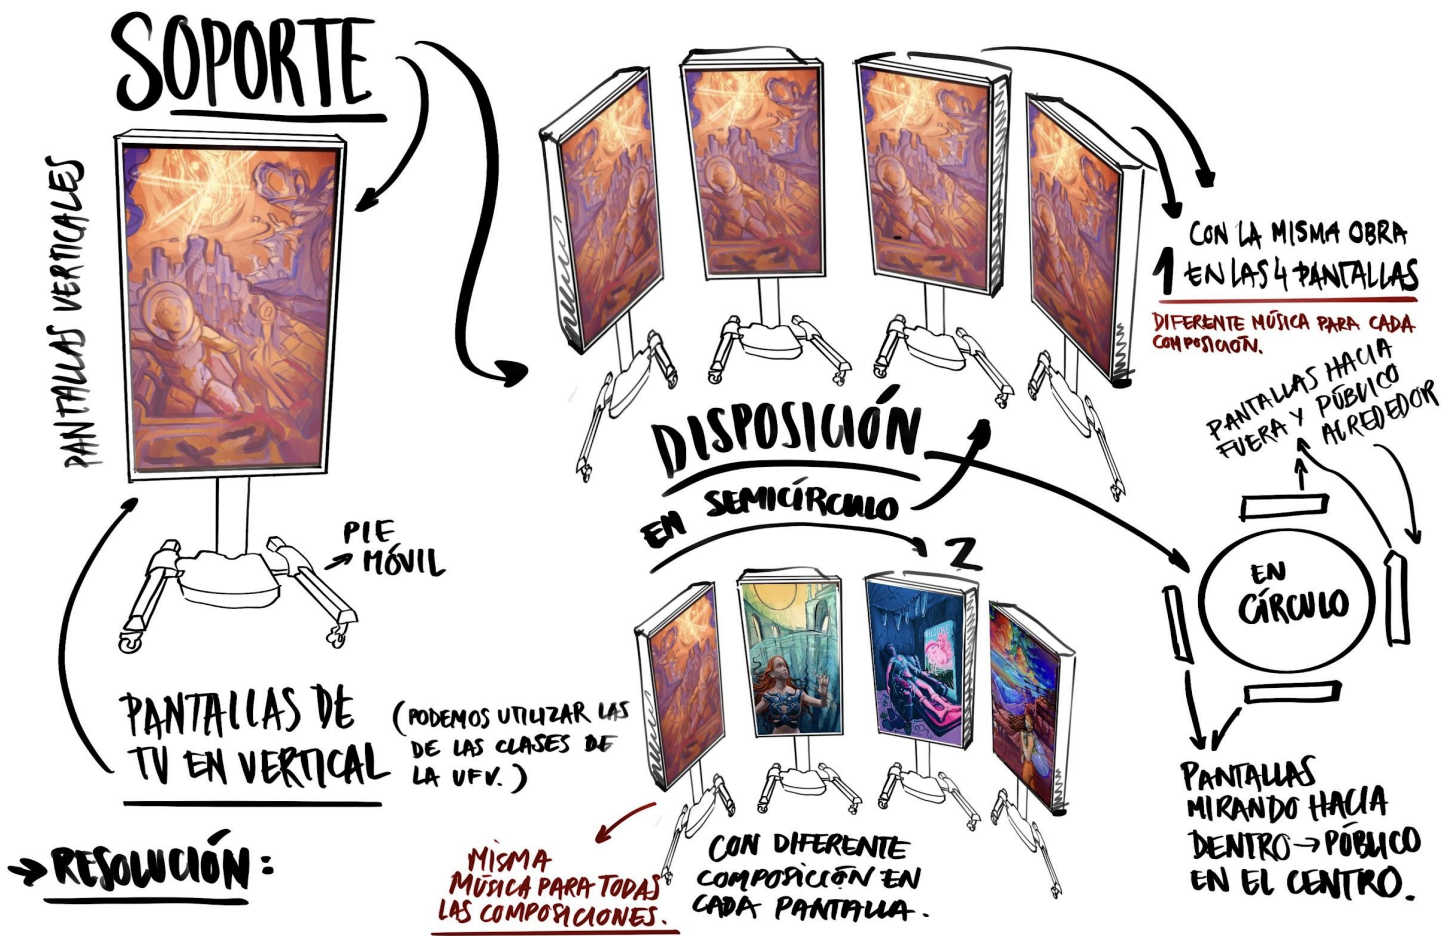 SOPORTE
PANTALLAS VERTICALES
PIE
MÓVIL
PANTALLAS DE
TV EN VERTICAL
(PODEMOS UTILIZAR LAS
DE LAS CLASES DE
LA UFV.)
→ RESOLUCIÓN:
1 CON LA MISMA OBRA
EN LAS 4 PANTALLAS
DIFERENTE MÚSICA PARA CADA
COMPOSICIÓN.
DISPOSICIÓN
EN SEMICÍRCULO
2
WELCOME
CON DIFERENTE
COMPOSICIÓN EN
CADA PANTALLA.
MISMA
MÚSICA PARA TODAS
LAS COMPOSICIONES.
PANTALLAS HACIA
FUERA Y PÚBLICO
ALREDEDOR
EN
CÍRCULO
PANTALLAS
MIRANDO HACIA
DENTRO → PÚBLICO
EN EL CENTRO.